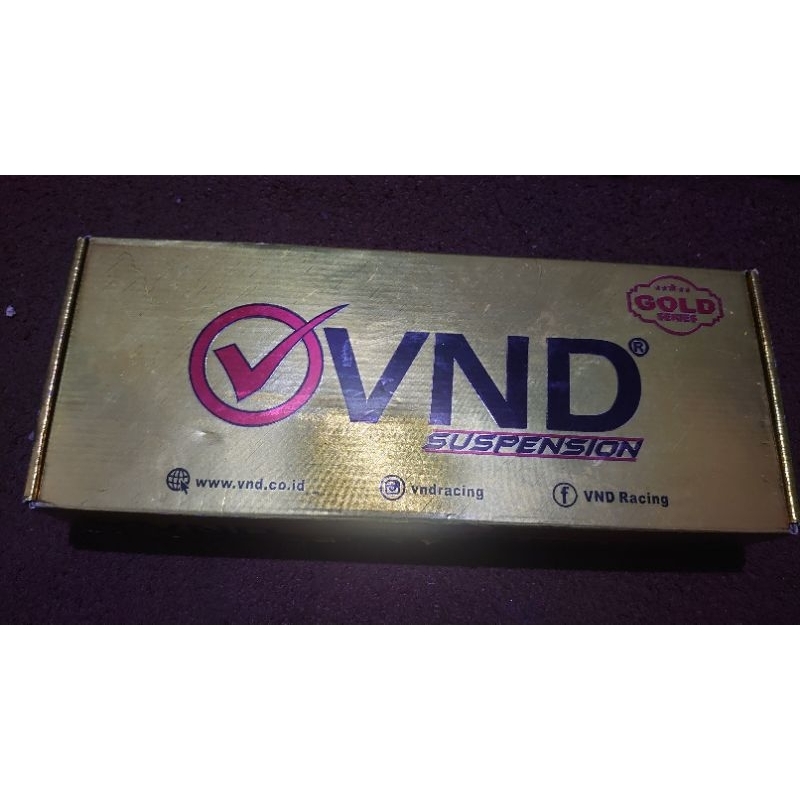 GOLD
SERIES
VND®
SUSPENSION
www.vnd.co.id
vndracing
VND Racing